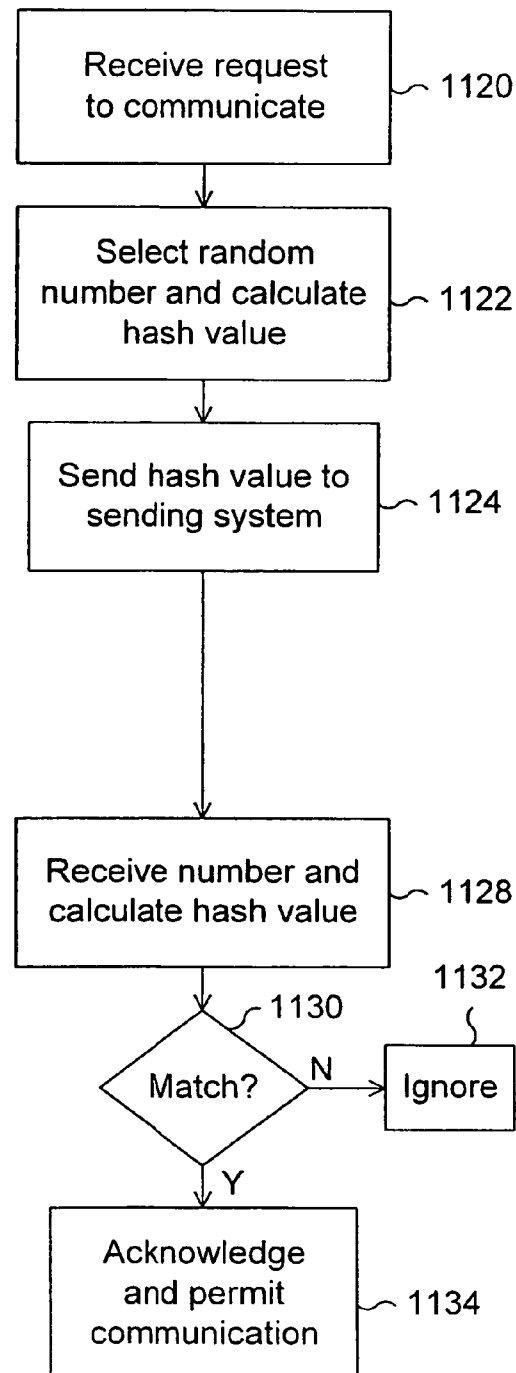 Receive request
to communicate
1120
Select random
number and calculate
hash value
1122
Send hash value to
sending system
1124
Receive number and
calculate hash value
1128
1132
1130
Match?
N
Ignore
Y
Acknowledge
and permit
communication
1134